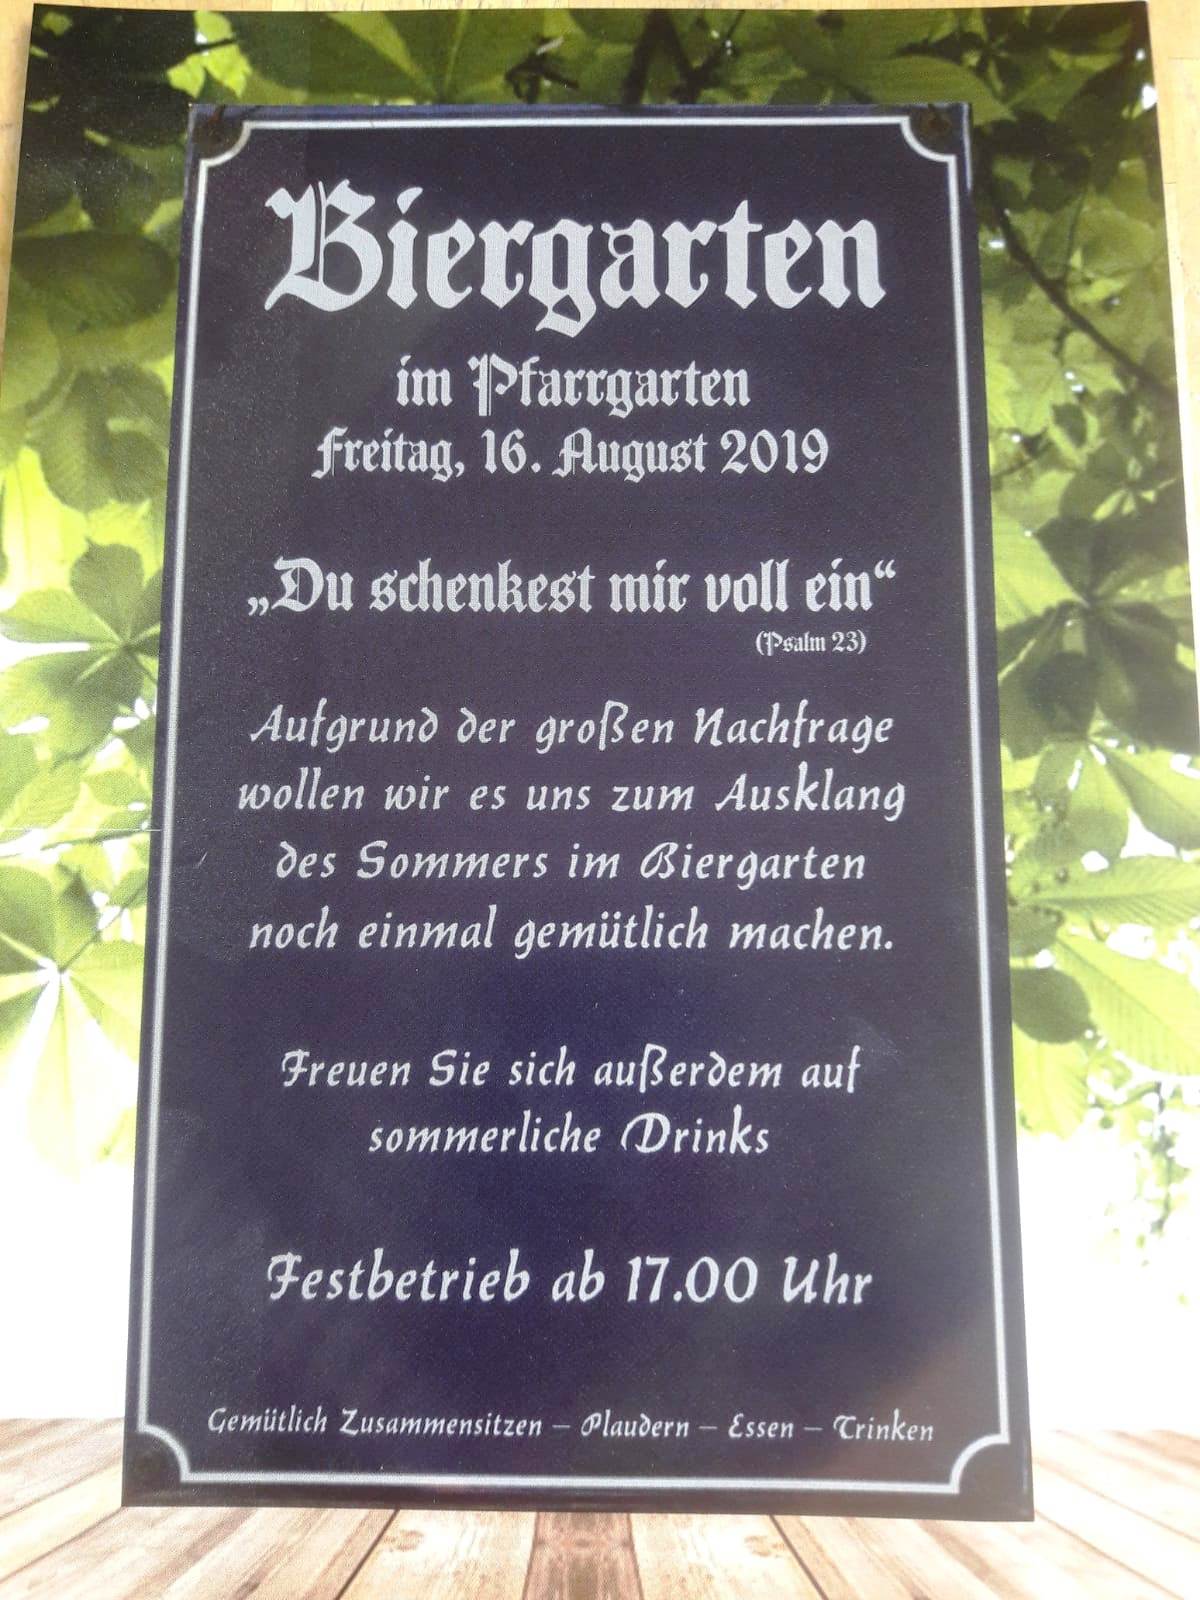 Biergarten
im Pfarrgarten
Freitag, 16. August 2019
„Du schenkest mir voll ein“
(Psalm 23)
Aufgrund der großen Nachfrage
wollen wir es uns zum Ausklang
des Sommers im Biergarten
noch einmal gemütlich machen.
Freuen Sie sich außerdem auf
sommerliche Drinks
Festbetrieb ab 17.00 Uhr
Gemütlich Zusammensitzen – Plaudern – Essen – Trinken